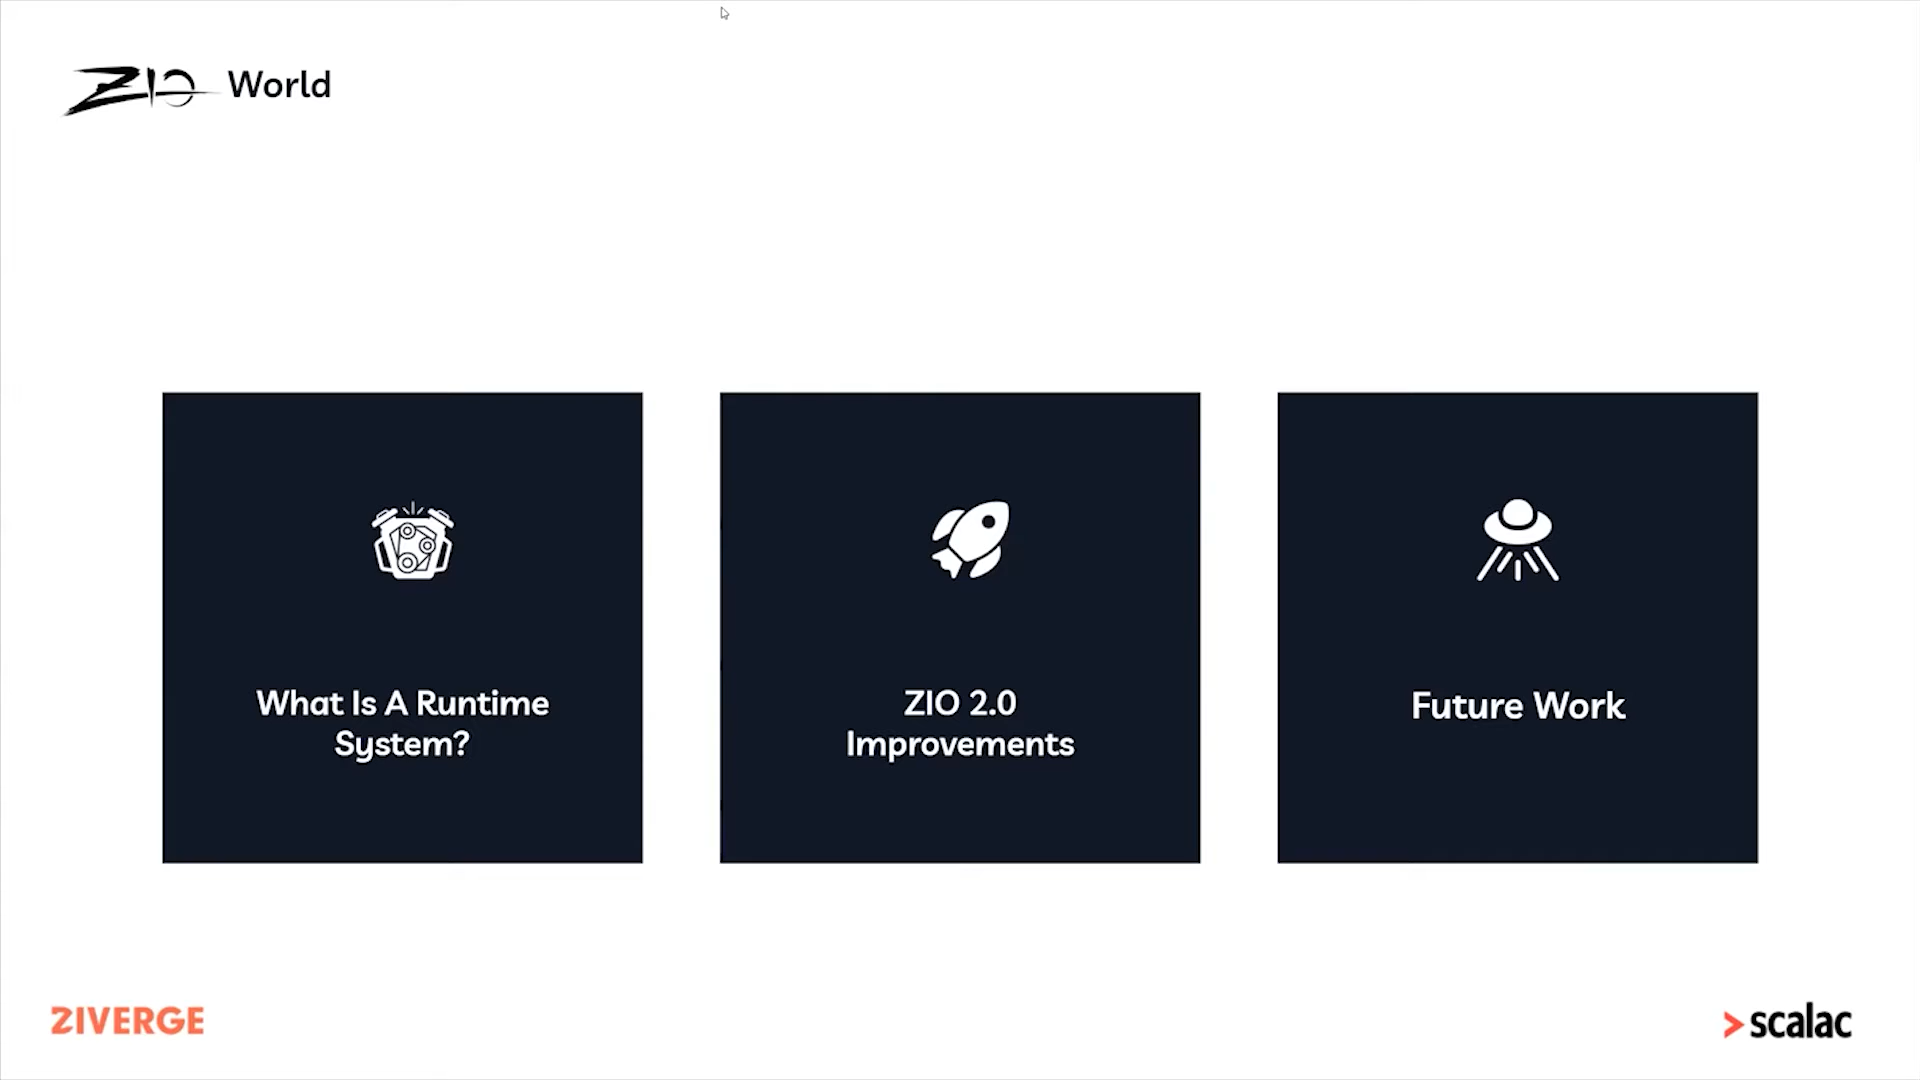 ZIO World
What Is A Runtime
System?
ZIO 2.0
Improvements
Future Work
ZIVERGE
scalac